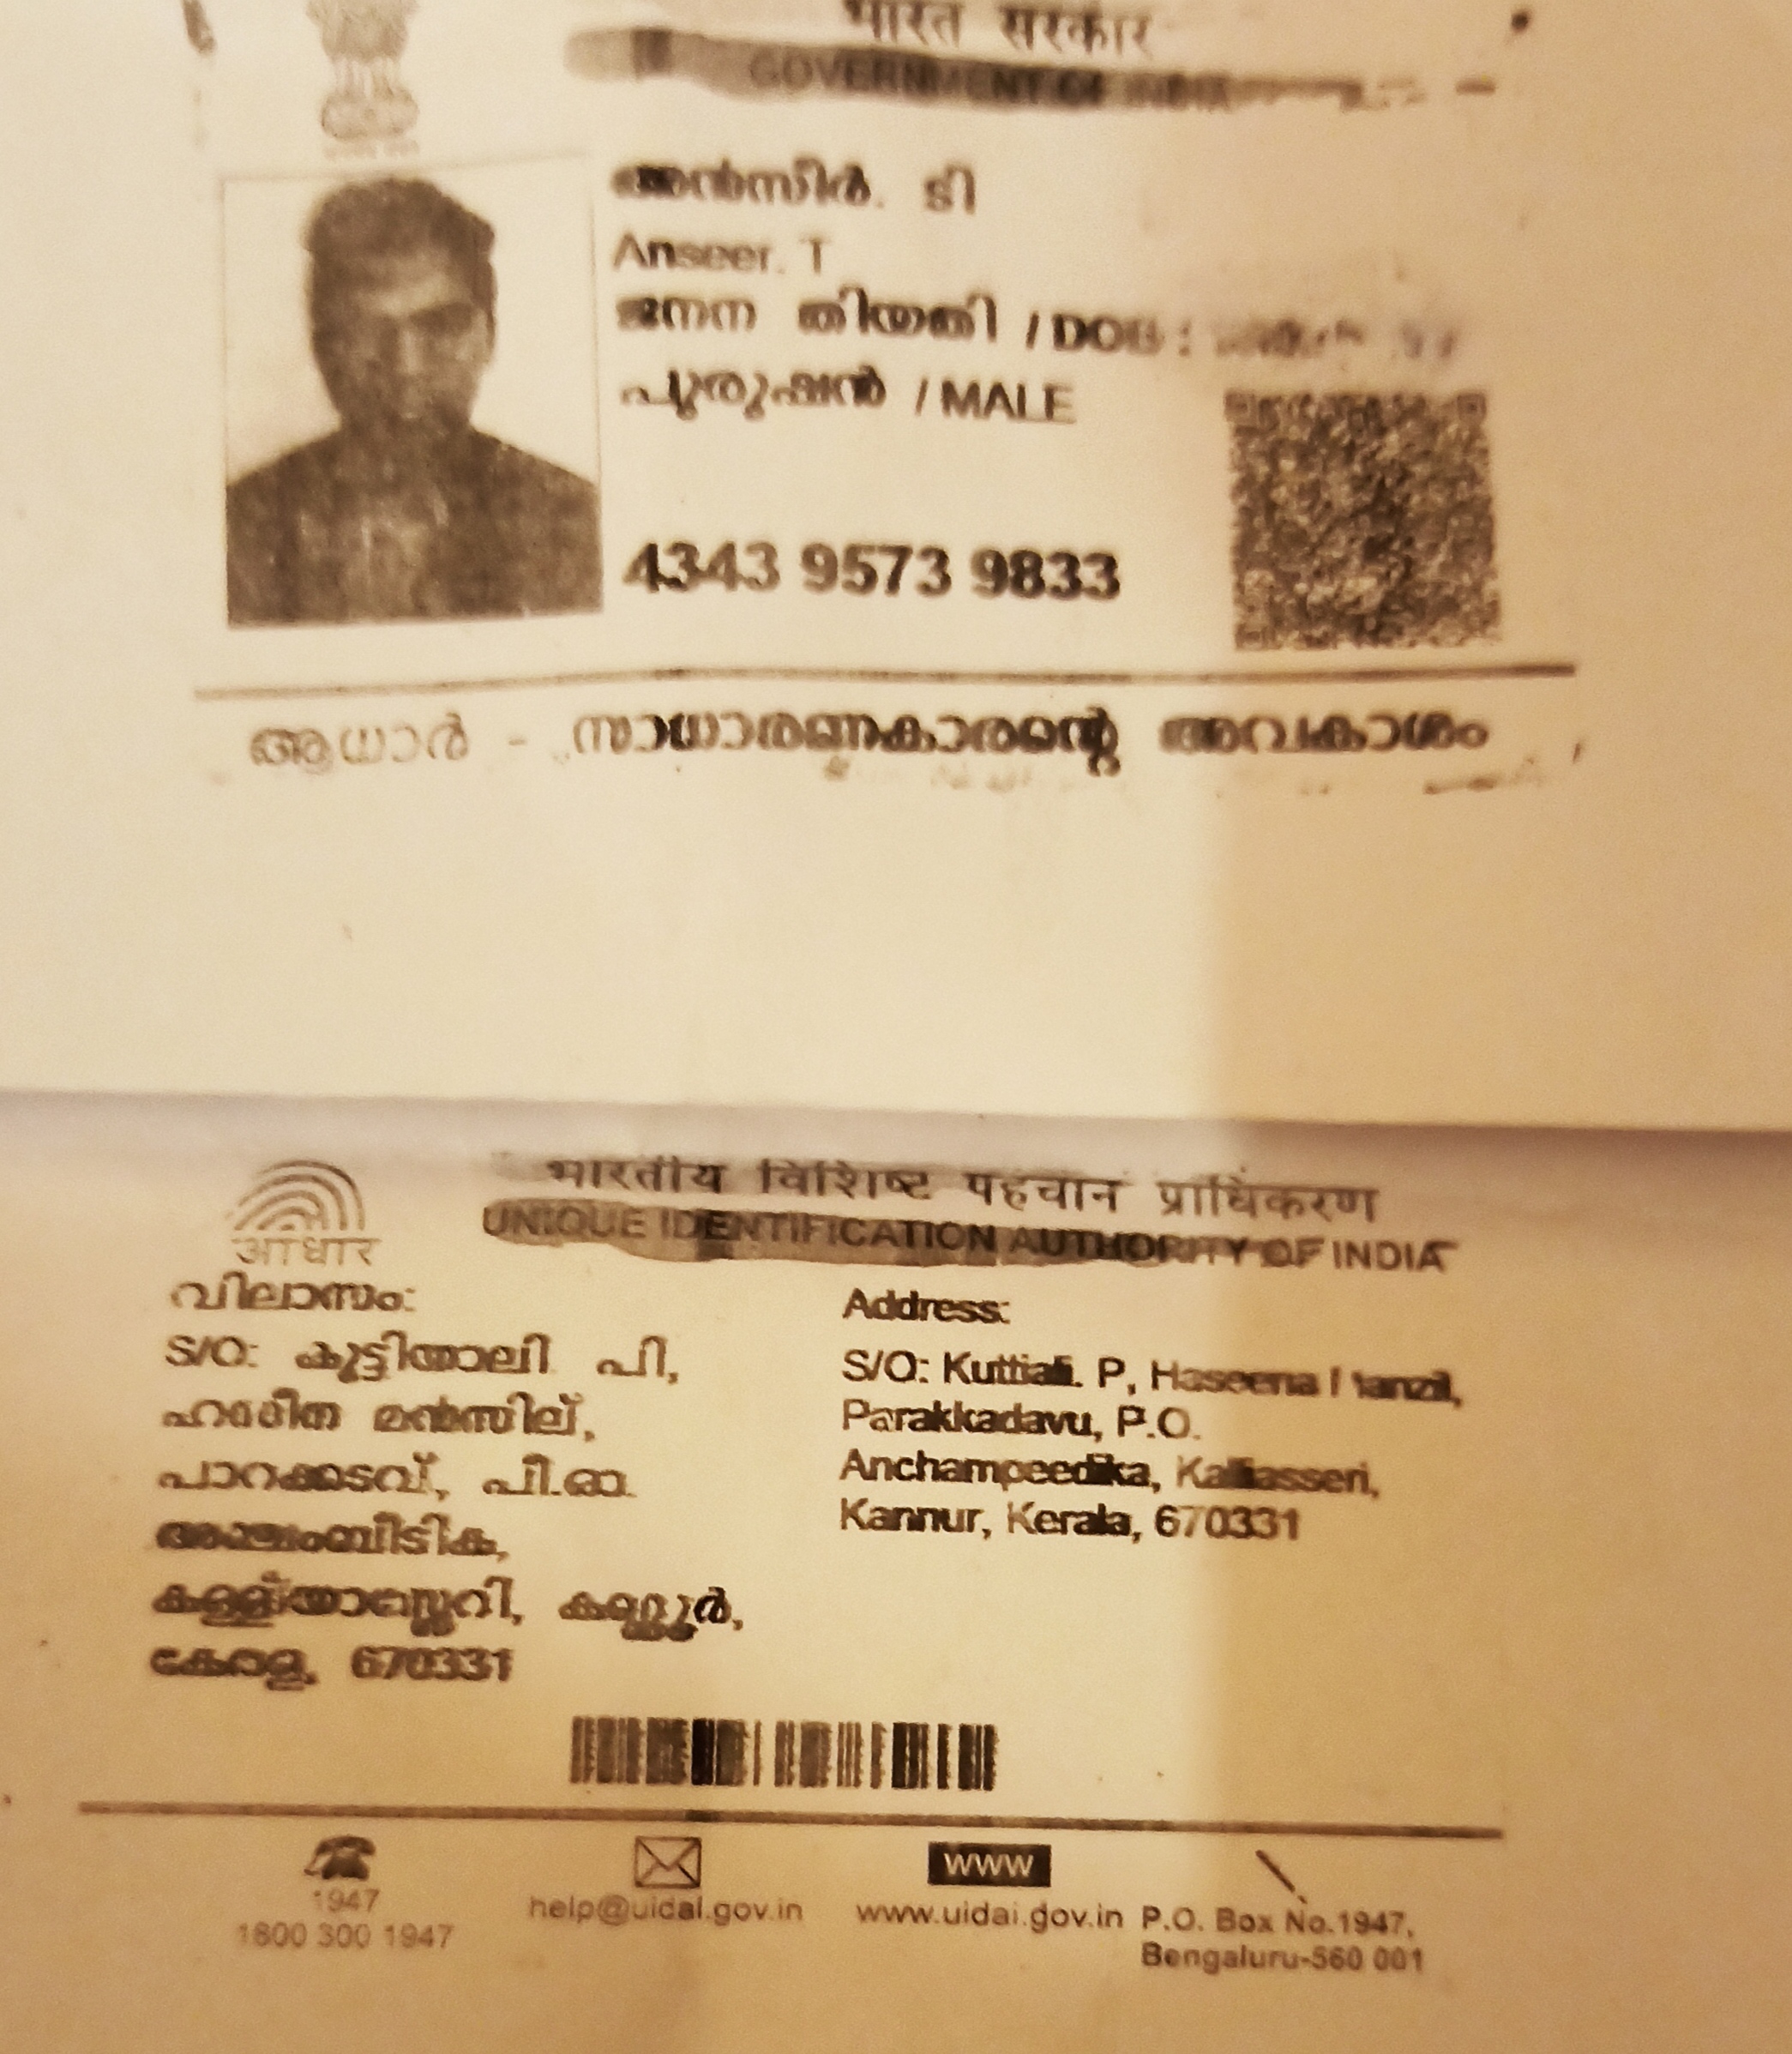 भारत सरकार
GOVERNMENT OF INDIA
അൻസിർ. ടി
Anseer. T
ജനന തിയതി / DOB :
പുരുഷൻ / MALE
4343 9573 9833
ആധാർ - സാധാരണകാരന്റെ അവകാശം
भारतीय विशिष्ट पहचान प्राधिकरण
UNIQUE IDENTIFICATION AUTHORITY OF INDIA
आधार
വിലാസം:
S/O: കുട്ടിയാലി പി,
ഹസീന മൻസില്,
പാറക്കടവ്, പി.ഓ.
അഞ്ചാംബീടിക,
കള്ളിയാസ്സേറി, കണ്ണൂർ,
കേരള, 670331
Address:
S/O: Kuttiali. P, Haseena Manzil,
Parakkadavu, P.O.
Anchampeedika, Kalliasseri,
Kannur, Kerala, 670331
1947
1800 300 1947
help@uidai.gov.in
www
www.uidai.gov.in
P.O. Box No.1947,
Bengaluru-560 001